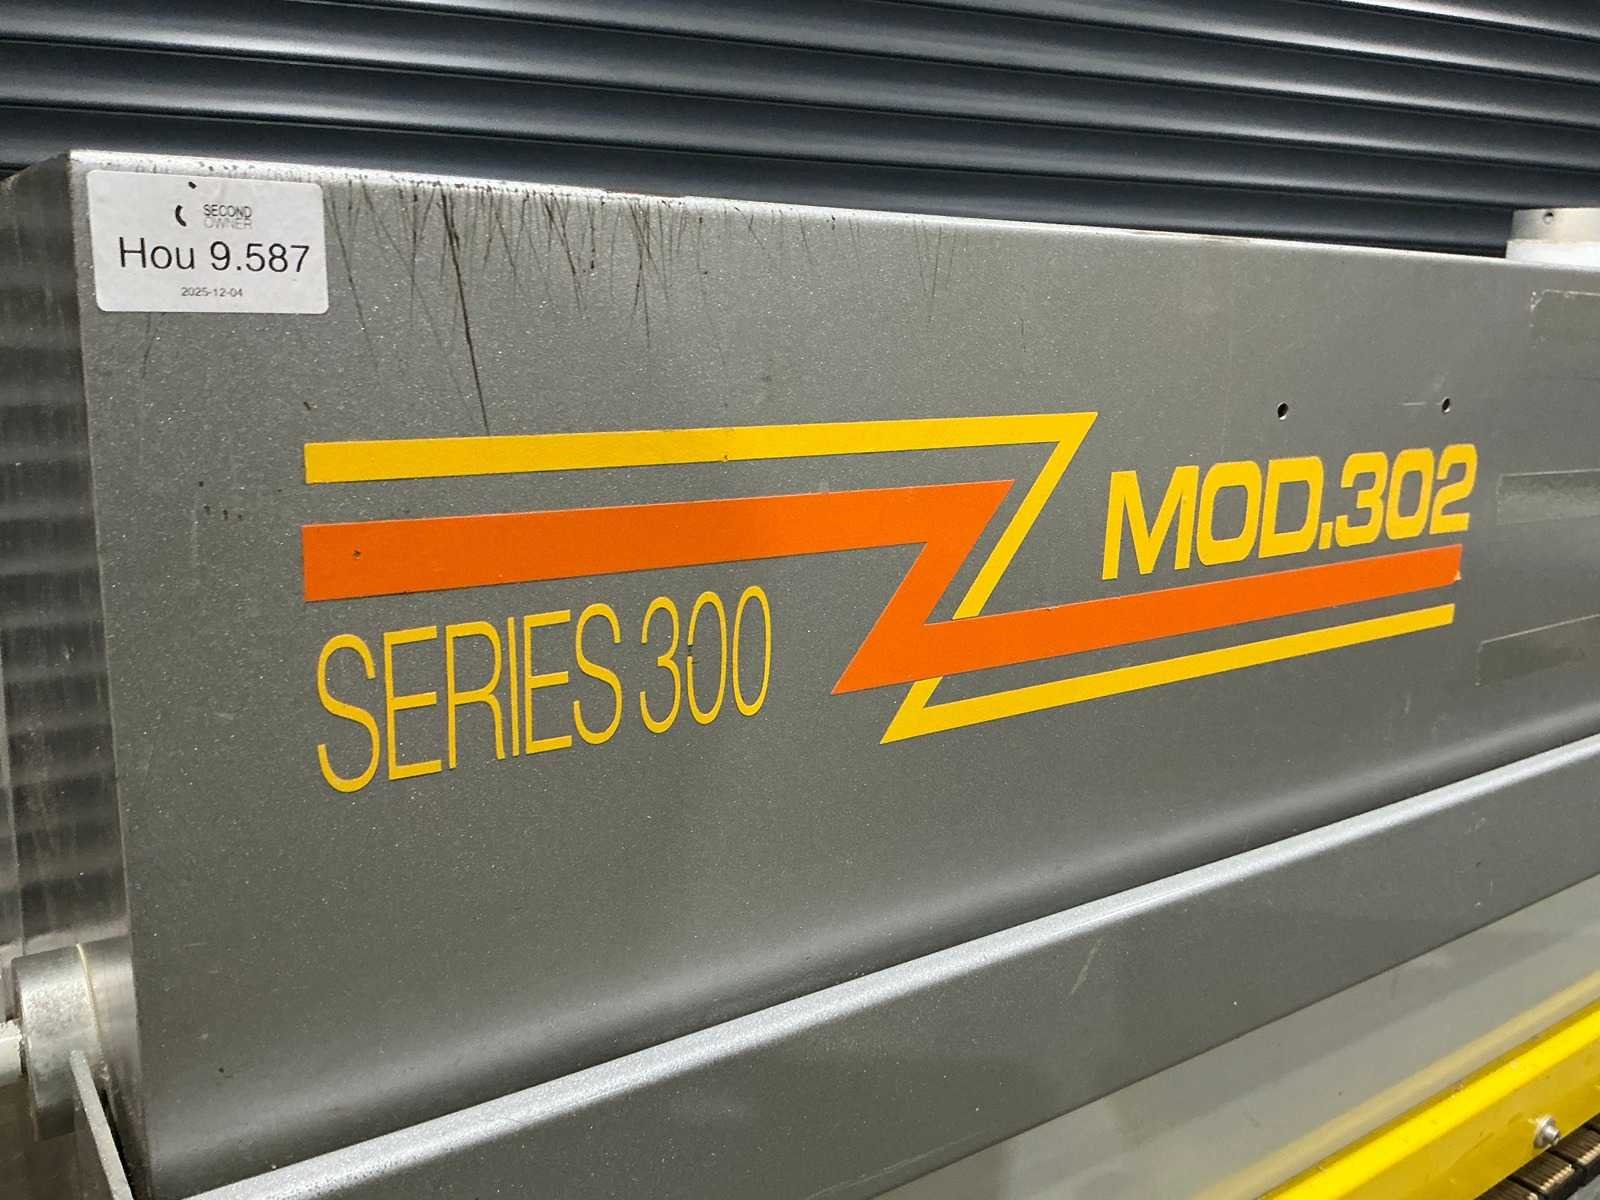 SECOND
OWNER
Hou 9.587
2025-12-04
MOD.302
SERIES 300